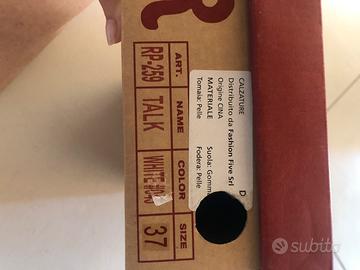 ART.
RP-259
NAME
TALK
COLOR
WHITE
SIZE
37
CALZATURE
Distribuito da Fashion Five Srl
Origine CINA
MATERIALE
Tomaia: Pelle
Suola: Gomm
Fodera: Pelle
D
subito